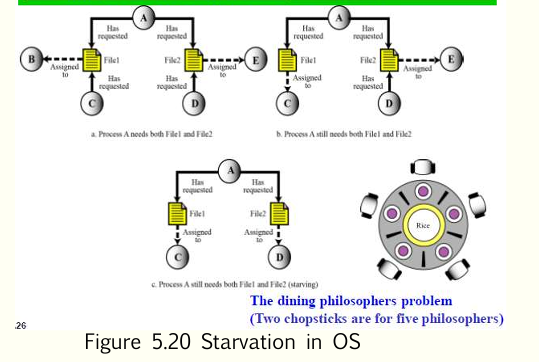 A
Has requested
Has requested
B
Assigned to
File1
File2
Assigned to
E
Has requested
Has requested
C
D
a. Process A needs both File1 and File2
A
Has requested
Has requested
File1
File2
Assigned to
E
Assigned to
Has requested
C
D
b. Process A still needs both File1 and File2
A
Has requested
Has requested
File1
File2
Assigned to
Assigned to
C
D
c. Process A still needs both File1 and File2 (starving)
Rice
The dining philosophers problem
(Two chopsticks are for five philosophers)
.26
Figure 5.20 Starvation in OS